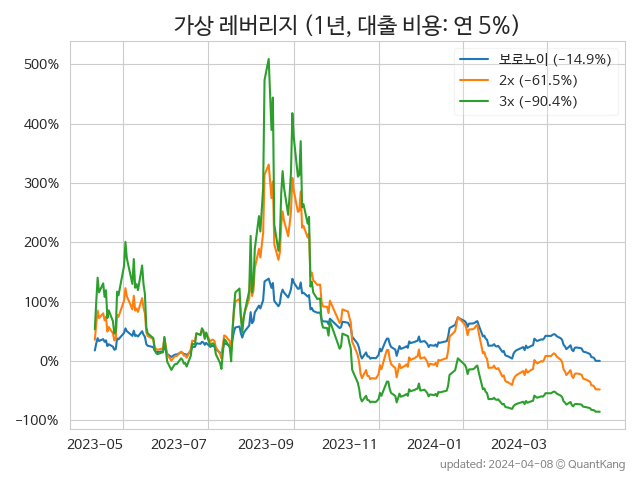 가상 레버리지 (1년, 대출 비용: 연 5%)
보로노이 (−14.9%)
2x (−61.5%)
3x (−90.4%)
500%
400%
300%
200%
100%
0%
−100%
2023-05
2023-07
2023-09
2023-11
2024-01
2024-03
updated: 2024-04-08 © QuantKang